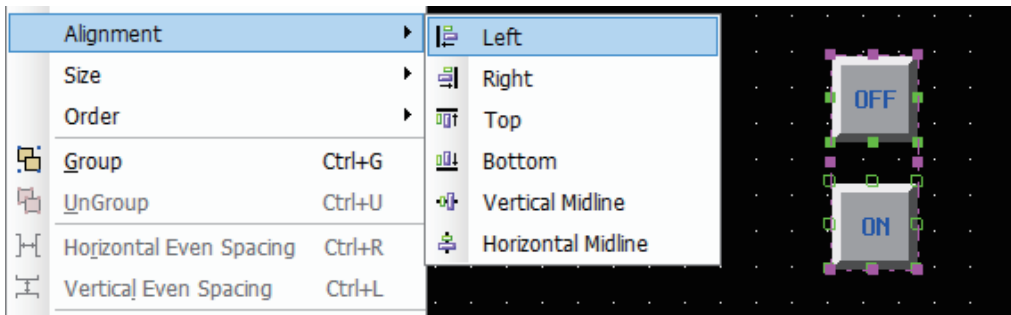 Alignment
Size
Order
Group Ctrl+G
UnGroup Ctrl+U
Horizontal Even Spacing Ctrl+R
Vertical Even Spacing Ctrl+L
Left
Right
Top
Bottom
Vertical Midline
Horizontal Midline
OFF
ON